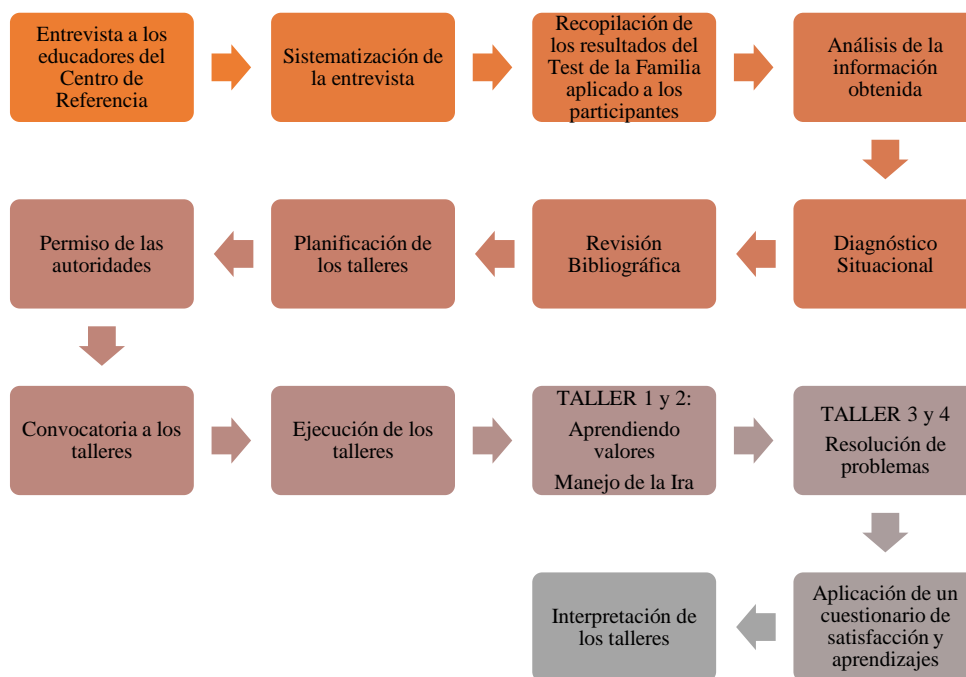 Entrevista a los
educadores del
Centro de
Referencia
Sistematización de
la entrevista
Recopilación de
los resultados del
Test de la Familia
aplicado a los
participantes
Análisis de la
información
obtenida
Diagnóstico
Situacional
Revisión
Bibliográfica
Planificación de
los talleres
Permiso de las
autoridades
Convocatoria a los
talleres
Ejecución de los
talleres
TALLER 1 y 2:
Aprendiendo
valores
Manejo de la Ira
TALLER 3 y 4
Resolución de
problemas
Aplicación de un
cuestionario de
satisfacción y
aprendizajes
Interpretación de
los talleres